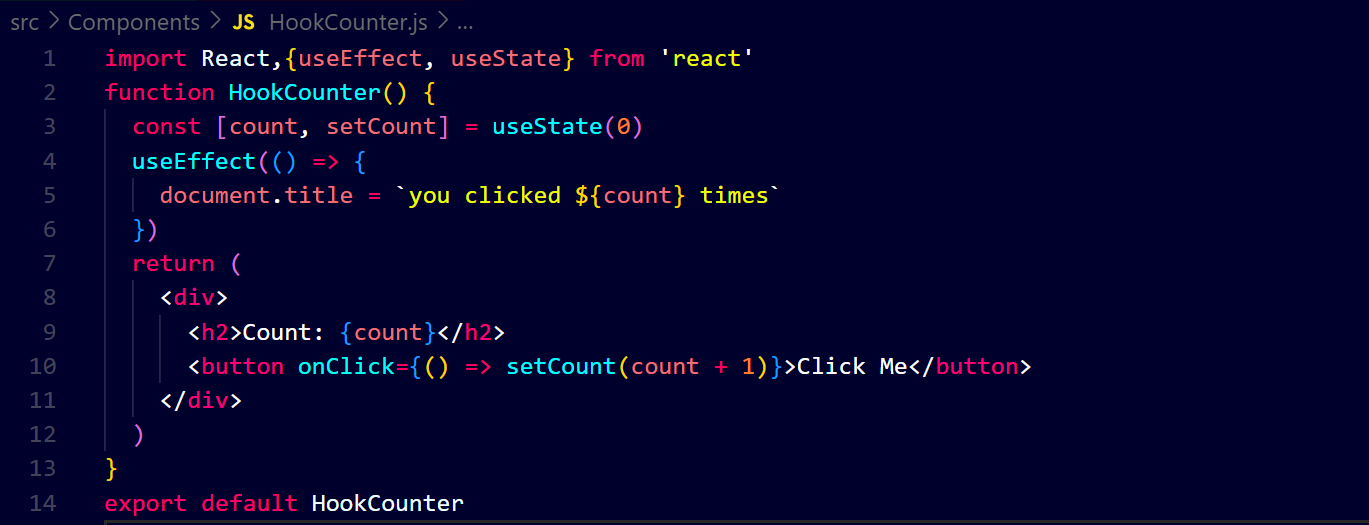 src > Components > JS HookCounter.js > ...
1 import React,{useEffect, useState} from 'react'
2 function HookCounter() {
3   const [count, setCount] = useState(0)
4   useEffect(() => {
5     document.title = `you clicked ${count} times`
6   })
7   return (
8     <div>
9       <h2>Count: {count}</h2>
10       <button onClick={() => setCount(count + 1)}>Click Me</button>
11     </div>
12   )
13 }
14 export default HookCounter